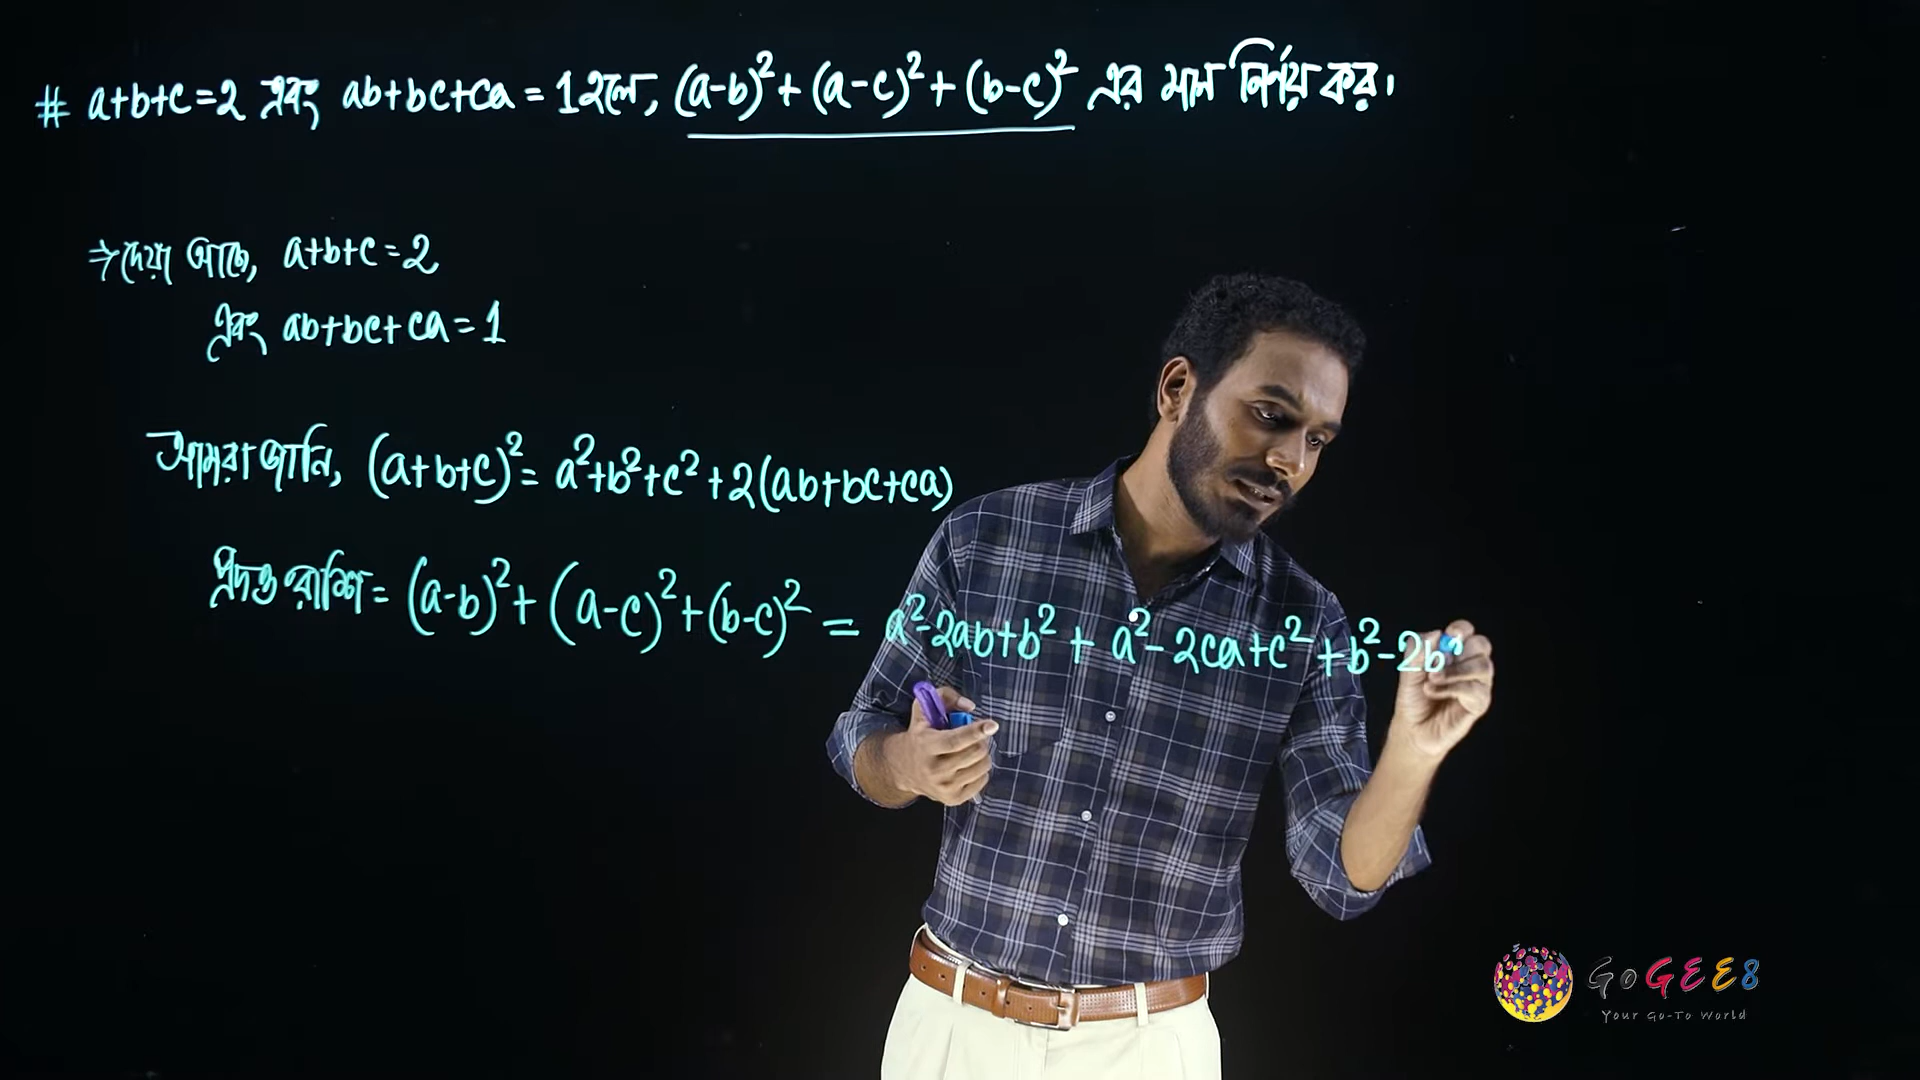 # a+b+c=2 এবং ab+bc+ca = 1 হলে, (a-b)²+(a-c)²+(b-c)² এর মান নির্ণয় কর।
⇒ দেয়া আছে, a+b+c=2
এবং ab+bc+ca=1
আমরা জানি, (a+b+c)² = a²+b²+c²+2(ab+bc+ca)
প্রদত্ত রাশি = (a-b)²+(a-c)²+(b-c)² = a²-2ab+b² + a²-2ca+c² +b²-2b
GoGEE8
Your Go-To World